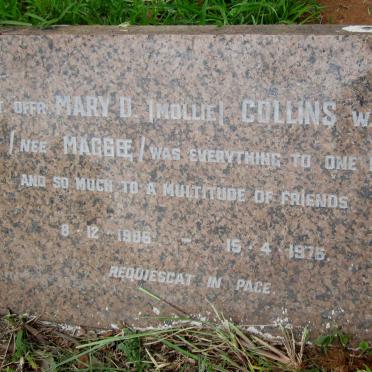 OFFR MARY D. (MOLLIE) COLLINS W
(NEE MAGGEE) WAS EVERYTHING TO ONE
AND SO MUCH TO A MULTITUDE OF FRIENDS
8-12-1906 - 15-4-1976.
REQUIESCAT IN PACE.